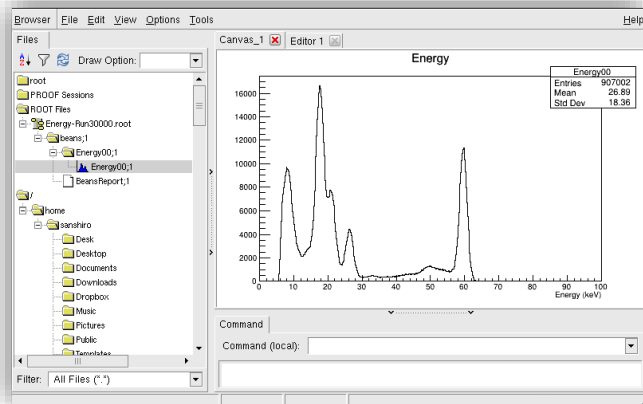 Browser File Edit View Options Tools Help
Files
Draw Option:
root
PROOF Sessions
ROOT Files
Energy-Run30000.root
beans;1
Energy00;1
Energy00;1
BeansReport;1
/
home
sanshiro
Desk
Desktop
Documents
Downloads
Dropbox
Music
Pictures
Public
Templates
Filter: All Files (*.*)
Canvas_1 Editor 1
Energy
Energy00
Entries 907002
Mean 26.89
Std Dev 18.36
16000
14000
12000
10000
8000
6000
4000
2000
0
0 10 20 30 40 50 60 70 80 90 100
Energy (keV)
Command
Command (local):